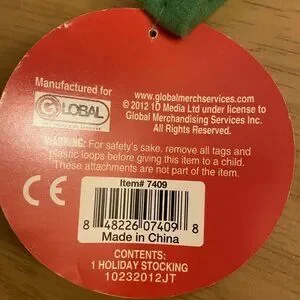 Manufactured for
GLOBAL
www.globalmerchservices.com
© 2012 1D Media Ltd under license to
Global Merchandising Services Inc.
All Rights Reserved.
WARNING: For safety's sake, remove all tags and
plastic loops before giving this item to a child.
These attachments are not part of the item.
CE
Item# 7409
8 48226 07409 8
Made in China
CONTENTS:
1 HOLIDAY STOCKING
10232012JT